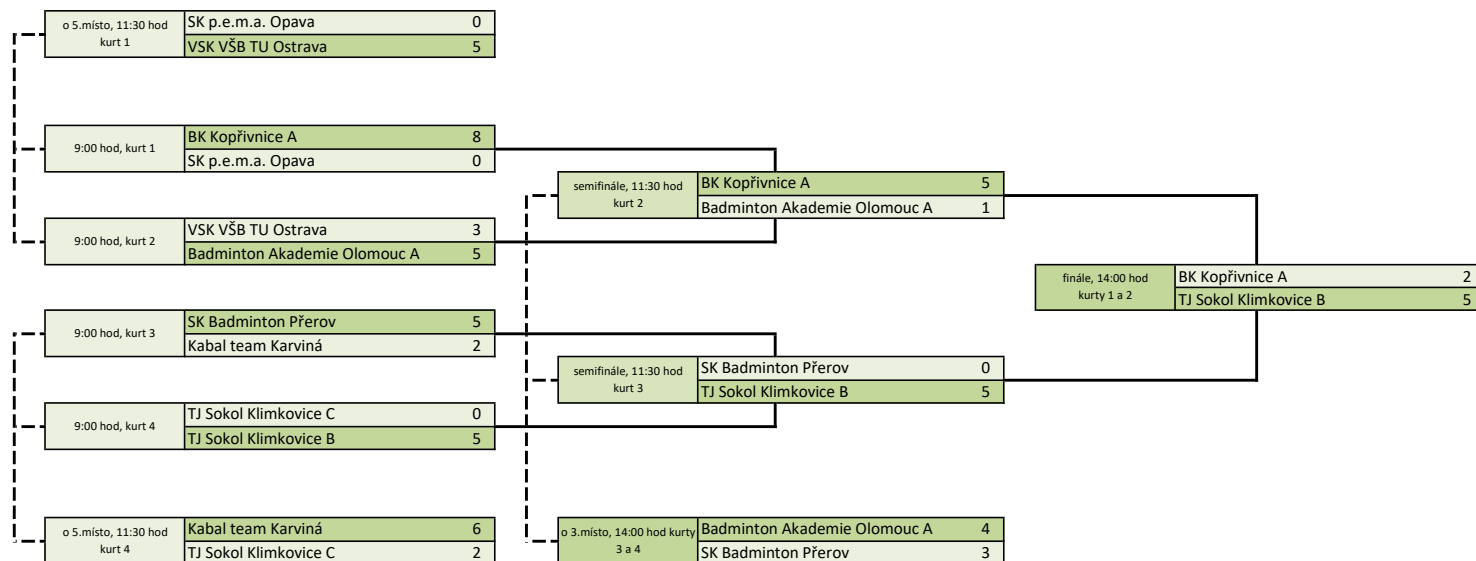 o 5.místo, 11:30 hod
kurt 1
SK p.e.m.a. Opava 0
VSK VŠB TU Ostrava 5
9:00 hod, kurt 1
BK Kopřivnice A 8
SK p.e.m.a. Opava 0
9:00 hod, kurt 2
VSK VŠB TU Ostrava 3
Badminton Akademie Olomouc A 5
9:00 hod, kurt 3
SK Badminton Přerov 5
Kabal team Karviná 2
9:00 hod, kurt 4
TJ Sokol Klimkovice C 0
TJ Sokol Klimkovice B 5
o 5.místo, 11:30 hod
kurt 4
Kabal team Karviná 6
TJ Sokol Klimkovice C 2
semifinále, 11:30 hod
kurt 2
BK Kopřivnice A 5
Badminton Akademie Olomouc A 1
semifinále, 11:30 hod
kurt 3
SK Badminton Přerov 0
TJ Sokol Klimkovice B 5
o 3.místo, 14:00 hod kurty
3 a 4
Badminton Akademie Olomouc A 4
SK Badminton Přerov 3
finále, 14:00 hod
kurty 1 a 2
BK Kopřivnice A 2
TJ Sokol Klimkovice B 5